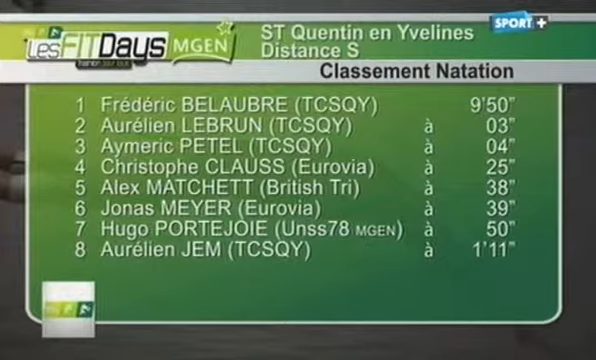 Les FIT Days MGEN
SPORT+
ST Quentin en Yvelines
Distance S
Classement Natation
1 Frédéric BELAUBRE (TCSQY) 9'50"
2 Aurélien LEBRUN (TCSQY) à 03"
3 Aymeric PETEL (TCSQY) à 04"
4 Christophe CLAUSS (Eurovia) à 25"
5 Alex MATCHETT (British Tri) à 38"
6 Jonas MEYER (Eurovia) à 39"
7 Hugo PORTEJOIE (Unss78 MGEN) à 50"
8 Aurélien JEM (TCSQY) à 1'11"